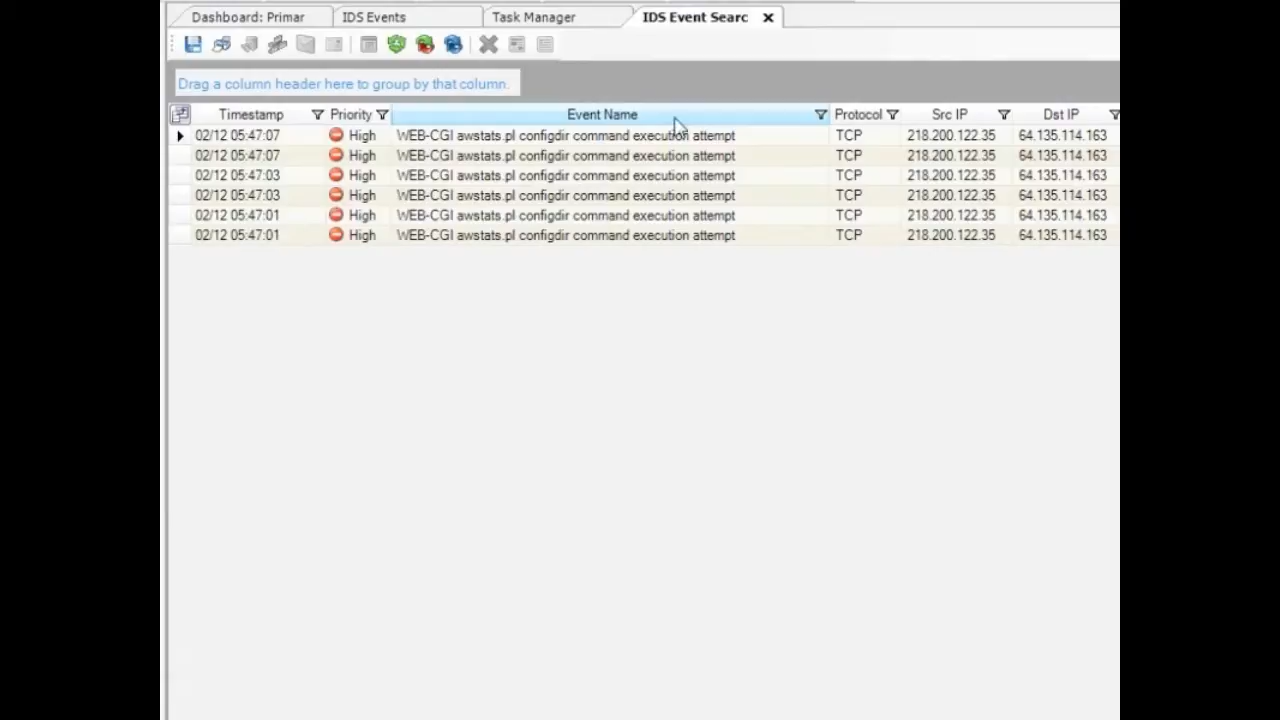 Dashboard: Primar IDS Events Task Manager IDS Event Searc
Drag a column header here to group by that column.
Timestamp Priority Event Name Protocol Src IP Dst IP
02/12 05:47:07 High WEB-CGI awstats.pl configdir command execution attempt TCP 218.200.122.35 64.135.114.163
02/12 05:47:07 High WEB-CGI awstats.pl configdir command execution attempt TCP 218.200.122.35 64.135.114.163
02/12 05:47:03 High WEB-CGI awstats.pl configdir command execution attempt TCP 218.200.122.35 64.135.114.163
02/12 05:47:03 High WEB-CGI awstats.pl configdir command execution attempt TCP 218.200.122.35 64.135.114.163
02/12 05:47:01 High WEB-CGI awstats.pl configdir command execution attempt TCP 218.200.122.35 64.135.114.163
02/12 05:47:01 High WEB-CGI awstats.pl configdir command execution attempt TCP 218.200.122.35 64.135.114.163